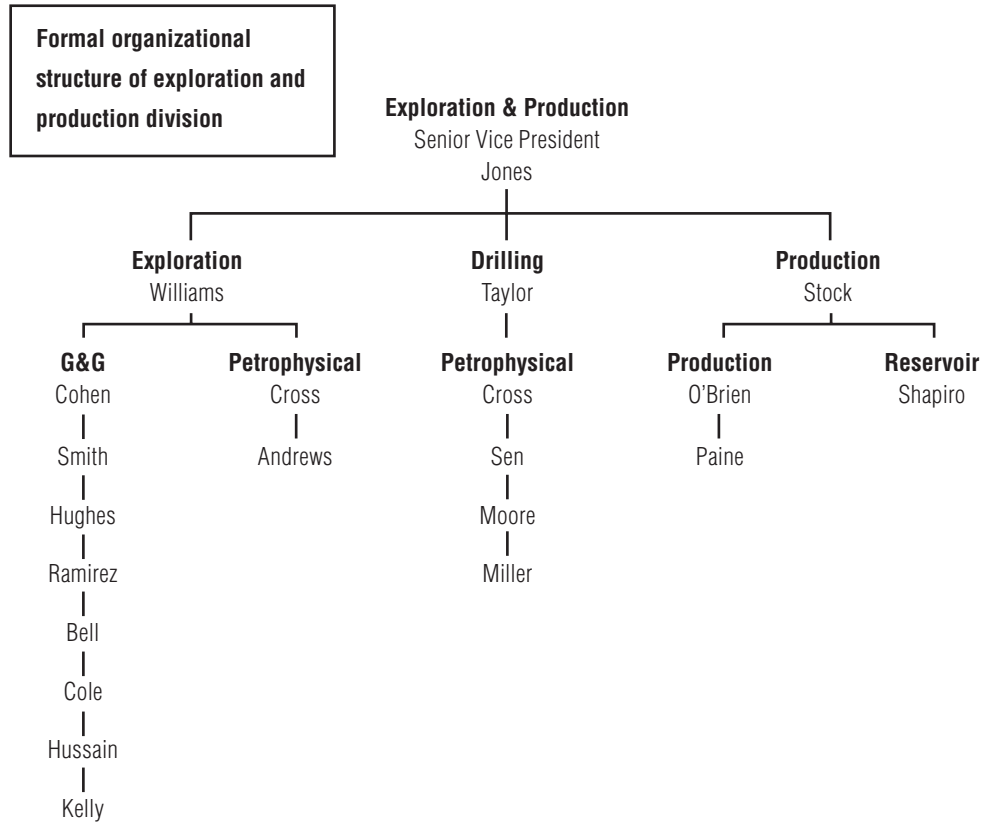 Formal organizational
structure of exploration and
production division
Exploration & Production
Senior Vice President
Jones
Exploration
Williams
Drilling
Taylor
Production
Stock
G&G
Cohen
Smith
Hughes
Ramirez
Bell
Cole
Hussain
Kelly
Petrophysical
Cross
Andrews
Petrophysical
Cross
Sen
Moore
Miller
Production
O'Brien
Paine
Reservoir
Shapiro